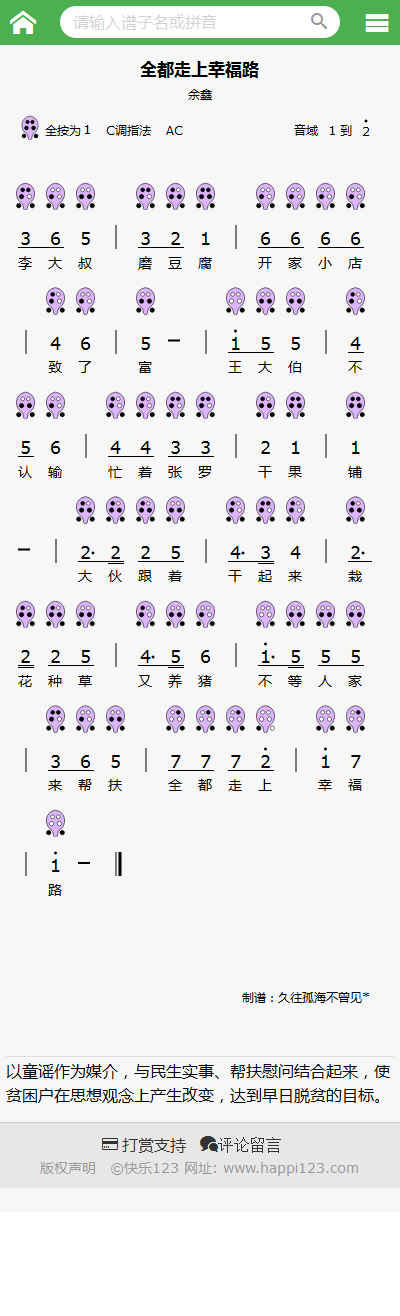 请输入谱子名或拼音
全都走上幸福路
余鑫
全按为1 C调指法 AC 音域 1 到 2̇
3 6 5 | 3 2 1 | 6 6 6 6
李 大 叔 磨 豆 腐 开 家 小 店
| 4 6 | 5 – | 1̇ 5 5 | 4
致 了 富 王 大 伯 不
5 6 | 4 4 3 3 | 2 1 | 1
认 输 忙 着 张 罗 干 果 铺
– | 2· 2 2 5 | 4· 3 4 | 2·
大 伙 跟 着 干 起 来 栽
2 2 5 | 4· 5 6 | 1̇· 5 5 5
花 种 草 又 养 猪 不 等 人 家
| 3 6 5 | 7 7 7 2̇ | 1̇ 7
来 帮 扶 全 都 走 上 幸 福
| 1̇ – ‖
路
制谱：久往孤海不曾见*
以童谣作为媒介，与民生实事、帮扶慰问结合起来，使
贫困户在思想观念上产生改变，达到早日脱贫的目标。
打赏支持 评论留言
版权声明 ©快乐123 网址: www.happi123.com